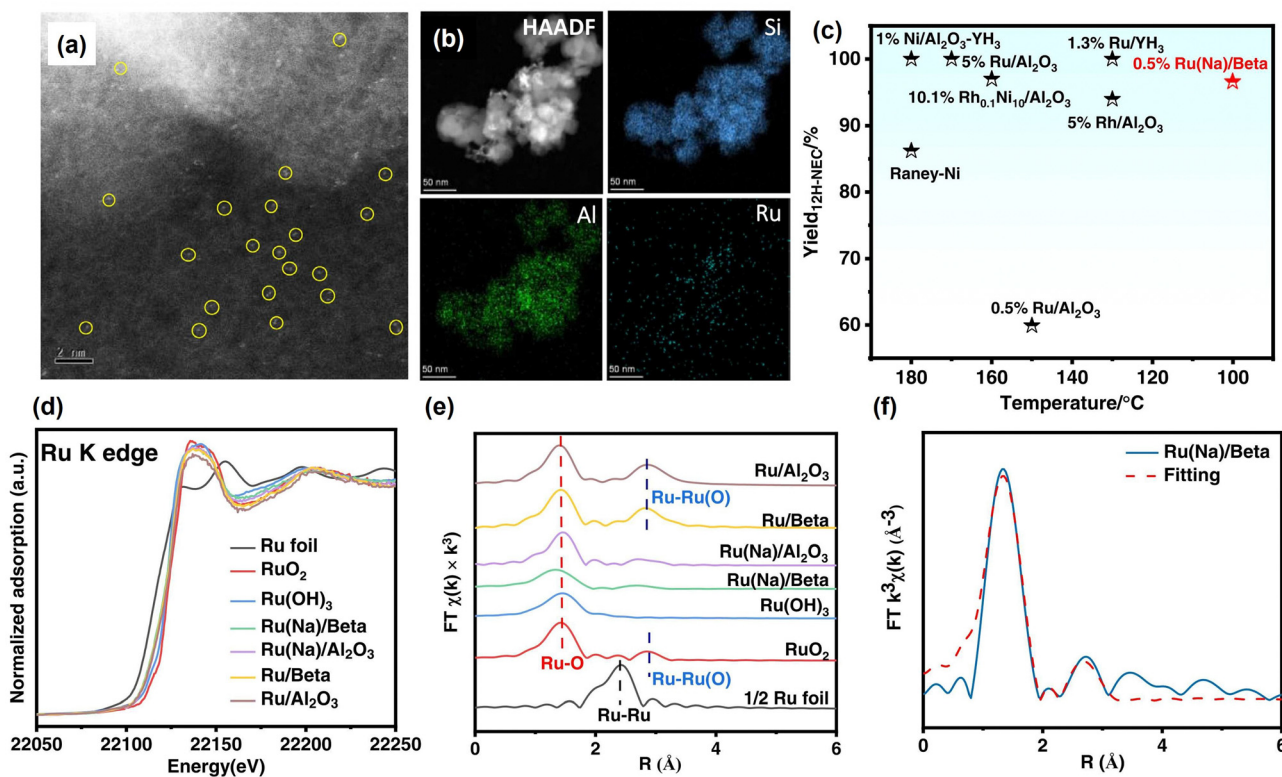 (a)
2 nm
(b)
HAADF
50 nm
Si
50 nm
Al
50 nm
Ru
50 nm
(c)
Yield₁₂H-NEC/%
100
90
80
70
60
1% Ni/Al₂O₃-YH₃
5% Ru/Al₂O₃
10.1% Rh₀.₁Ni₁₀/Al₂O₃
Raney-Ni
1.3% Ru/YH₃
0.5% Ru(Na)/Beta
5% Rh/Al₂O₃
0.5% Ru/Al₂O₃
180 160 140 120 100
Temperature/°C
(d)
Ru K edge
Normalized adsorption (a.u.)
Ru foil
RuO₂
Ru(OH)₃
Ru(Na)/Beta
Ru(Na)/Al₂O₃
Ru/Beta
Ru/Al₂O₃
22050 22100 22150 22200 22250
Energy(eV)
(e)
FT χ(k) × k³
Ru/Al₂O₃
Ru-Ru(O)
Ru/Beta
Ru(Na)/Al₂O₃
Ru(Na)/Beta
Ru(OH)₃
RuO₂
Ru-O
Ru-Ru(O)
1/2 Ru foil
Ru-Ru
0 2 4 6
R (Å)
(f)
FT k³χ(k) (Å⁻³)
Ru(Na)/Beta
Fitting
0 2 4 6
R (Å)